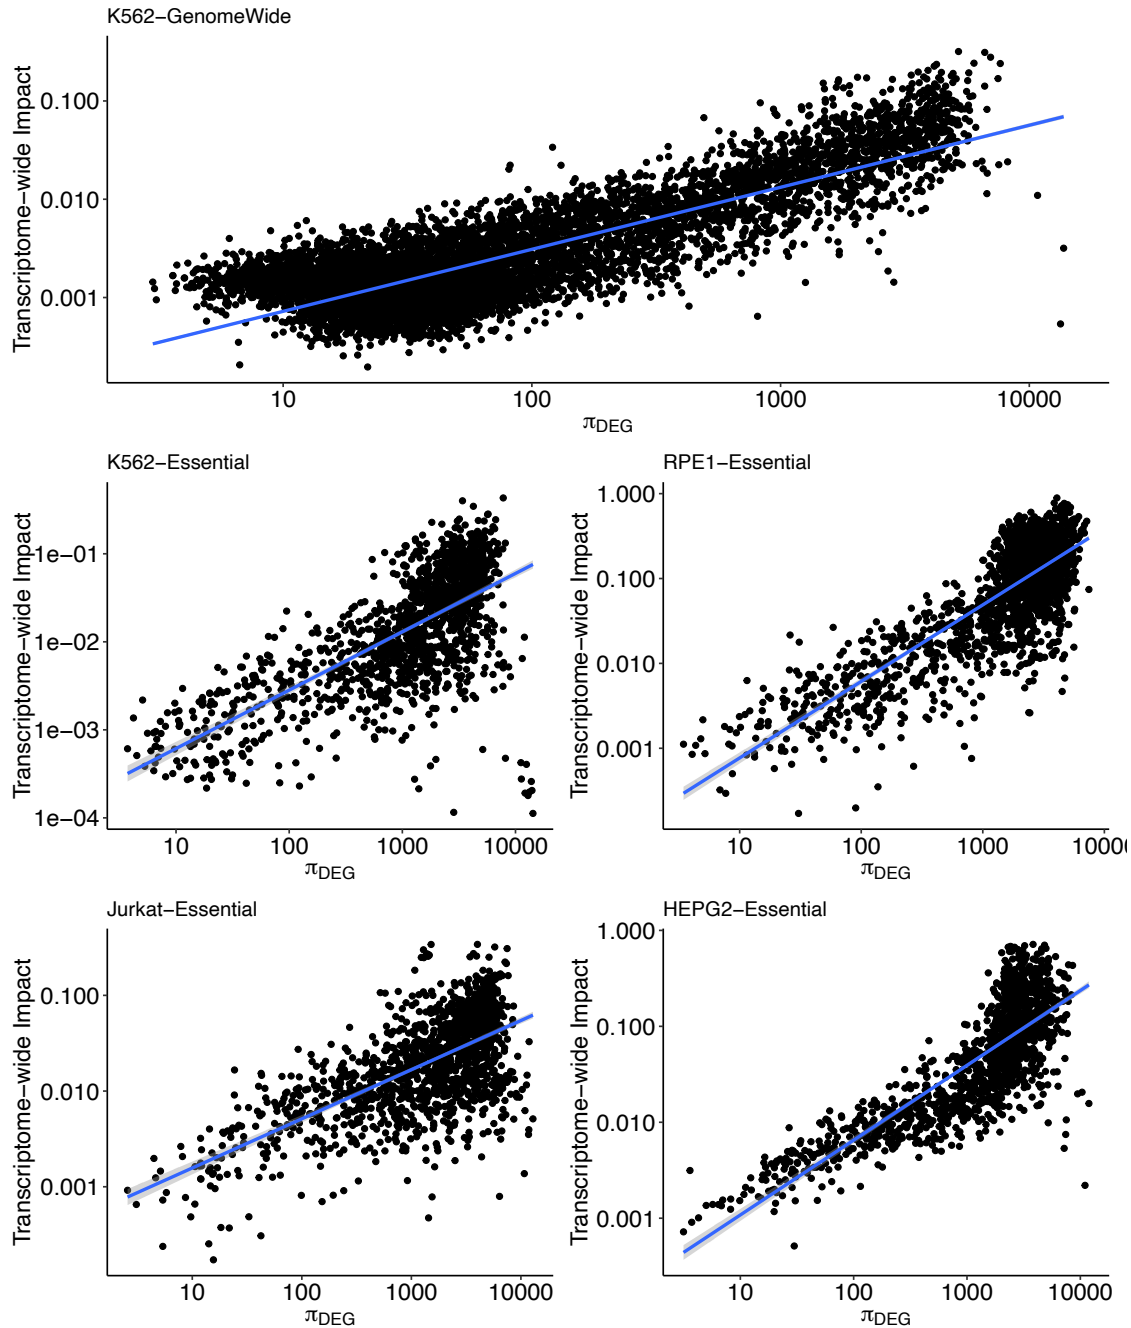 K562−GenomeWide
Transcriptome−wide Impact
0.100
0.010
0.001
10 100 1000 10000
πDEG
K562−Essential
Transcriptome−wide Impact
1e−01
1e−02
1e−03
1e−04
10 100 1000 10000
πDEG
RPE1−Essential
Transcriptome−wide Impact
1.000
0.100
0.010
0.001
10 100 1000 10000
πDEG
Jurkat−Essential
Transcriptome−wide Impact
0.100
0.010
0.001
10 100 1000 10000
πDEG
HEPG2−Essential
Transcriptome−wide Impact
1.000
0.100
0.010
0.001
10 100 1000 10000
πDEG